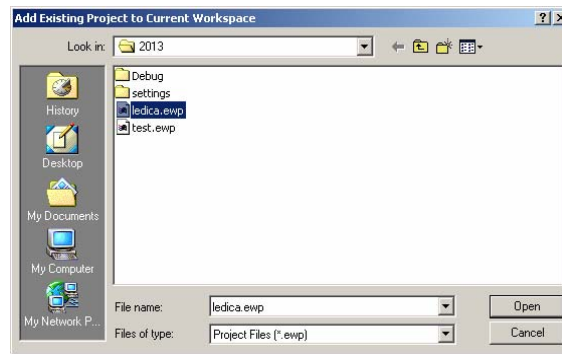 Add Existing Project to Current Workspace
Look in:
2013
History
Desktop
My Documents
My Computer
My Network P...
Debug
settings
ledica.ewp
test.ewp
File name:
ledica.ewp
Open
Files of type:
Project Files (*.ewp)
Cancel